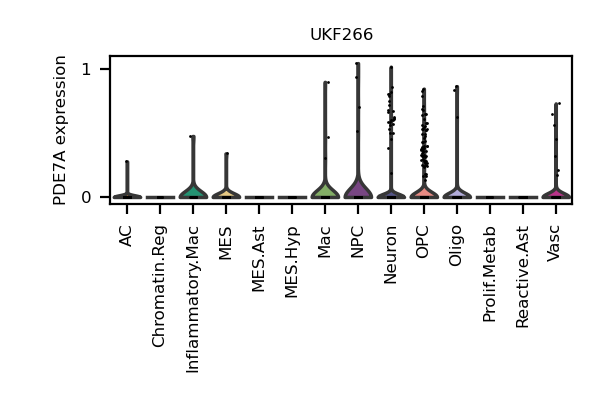 UKF266
PDE7A expression
1
0
AC
Chromatin.Reg
Inflammatory.Mac
MES
MES.Ast
MES.Hyp
Mac
NPC
Neuron
OPC
Oligo
Prolif.Metab
Reactive.Ast
Vasc